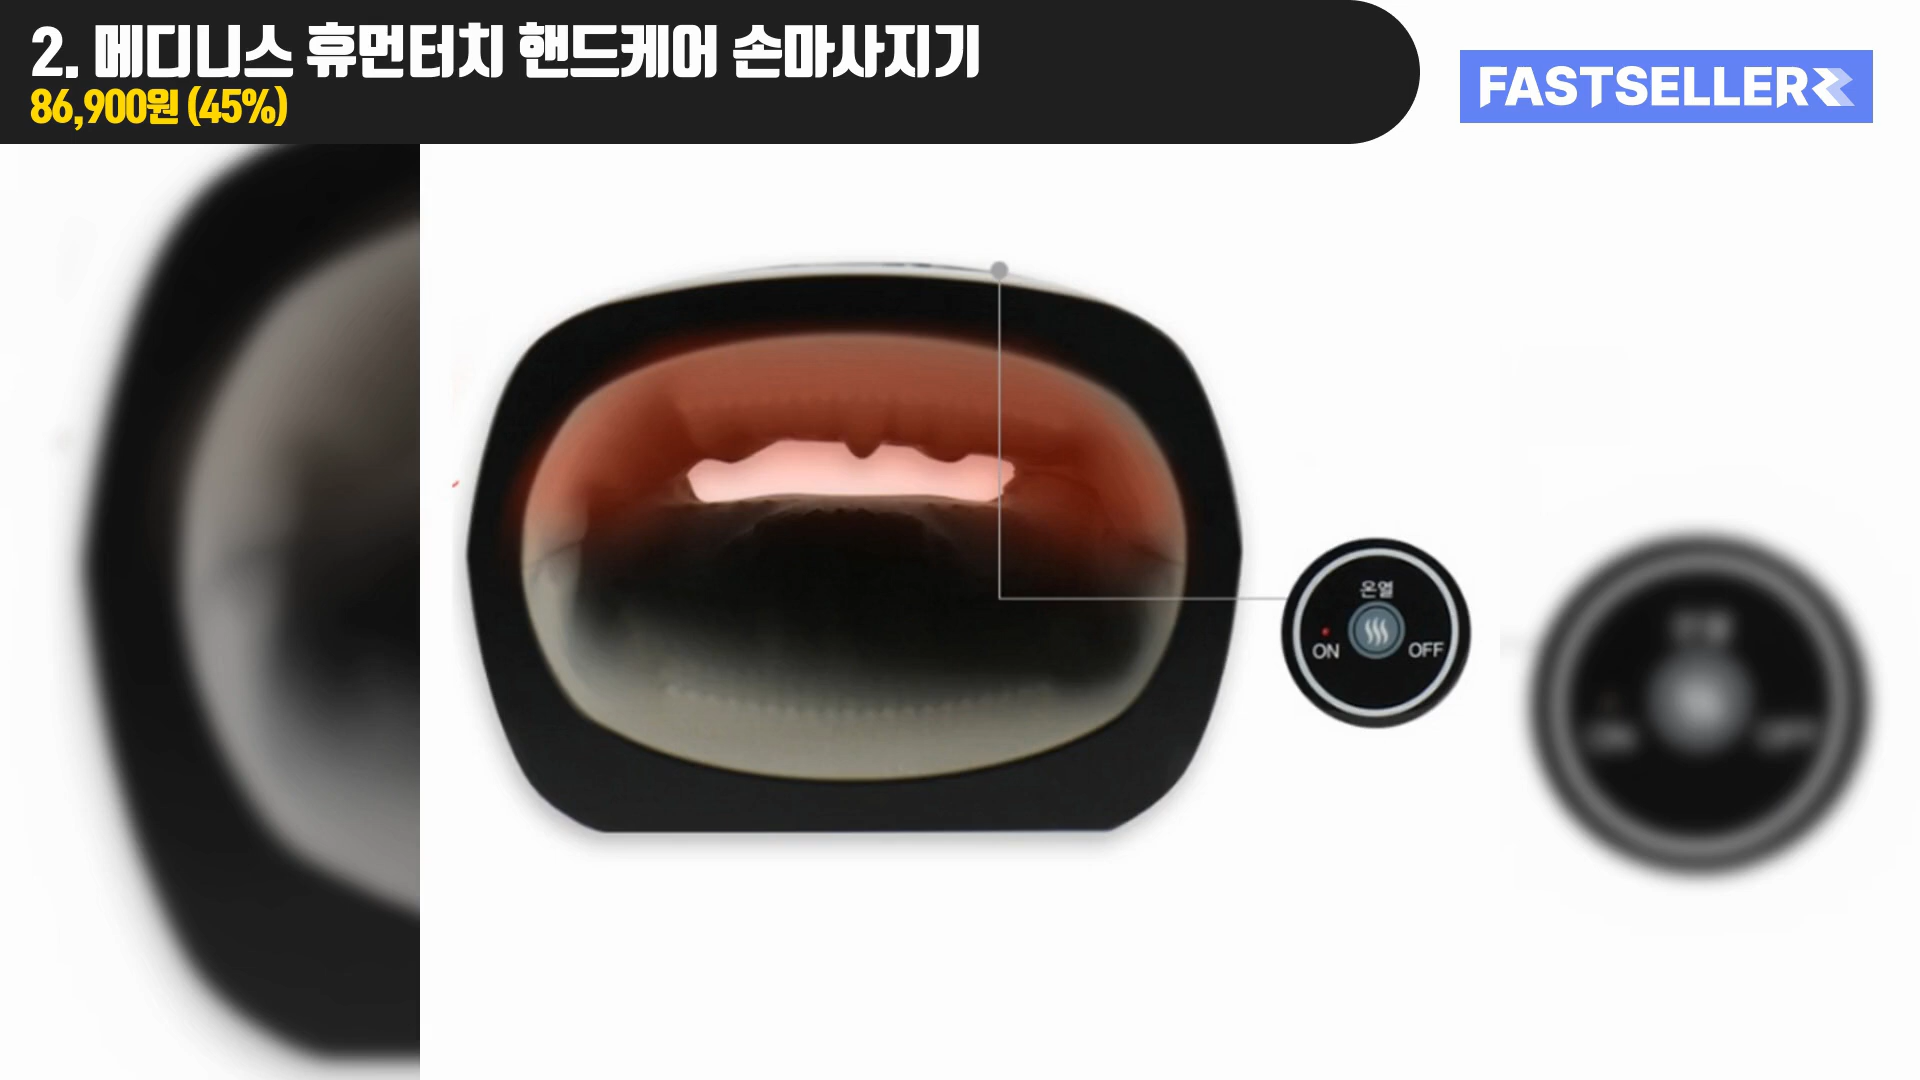 2. 메디니스 휴먼터치 핸드케어 손마사지기
86,900원 (45%)
FASTSELLER
온열
ON
OFF